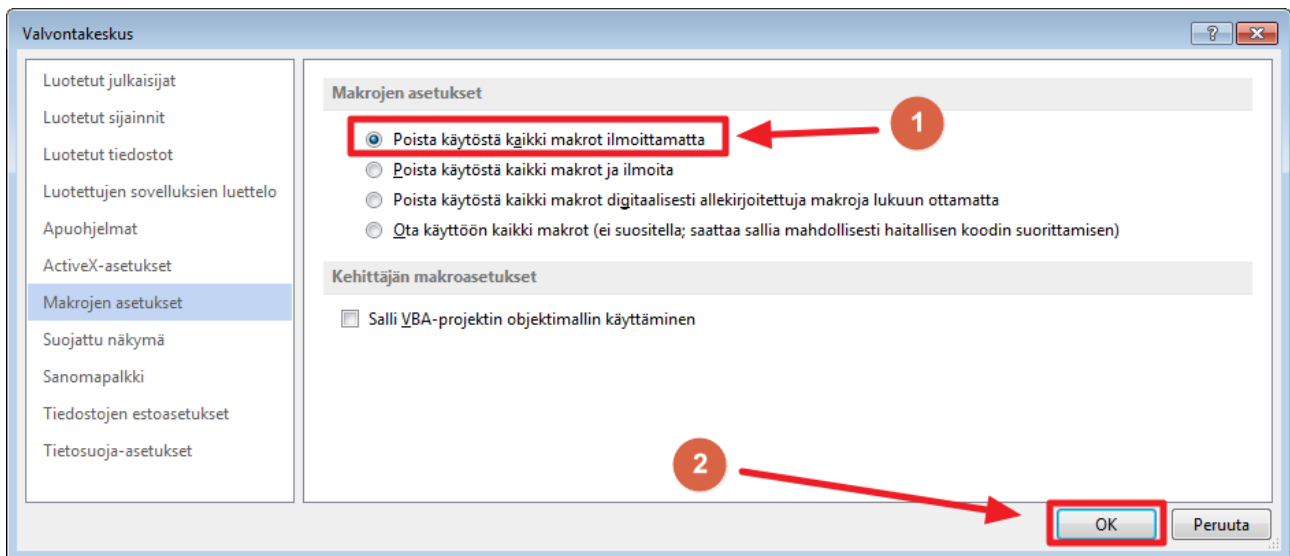 Valvontakeskus
Luotetut julkaisijat
Luotetut sijainnit
Luotetut tiedostot
Luotettujen sovelluksien luettelo
Apuohjelmat
ActiveX-asetukset
Makrojen asetukset
Suojattu näkymä
Sanomapalkki
Tiedostojen estoasetukset
Tietosuoja-asetukset
Makrojen asetukset
1
Poista käytöstä kaikki makrot ilmoittamatta
Poista käytöstä kaikki makrot ja ilmoita
Poista käytöstä kaikki makrot digitaalisesti allekirjoitettuja makroja lukuun ottamatta
Ota käyttöön kaikki makrot (ei suositella; saattaa sallia mahdollisesti haitallisen koodin suorittamisen)
Kehittäjän makroasetukset
Salli VBA-projektin objektimallin käyttäminen
2
OK
Peruuta